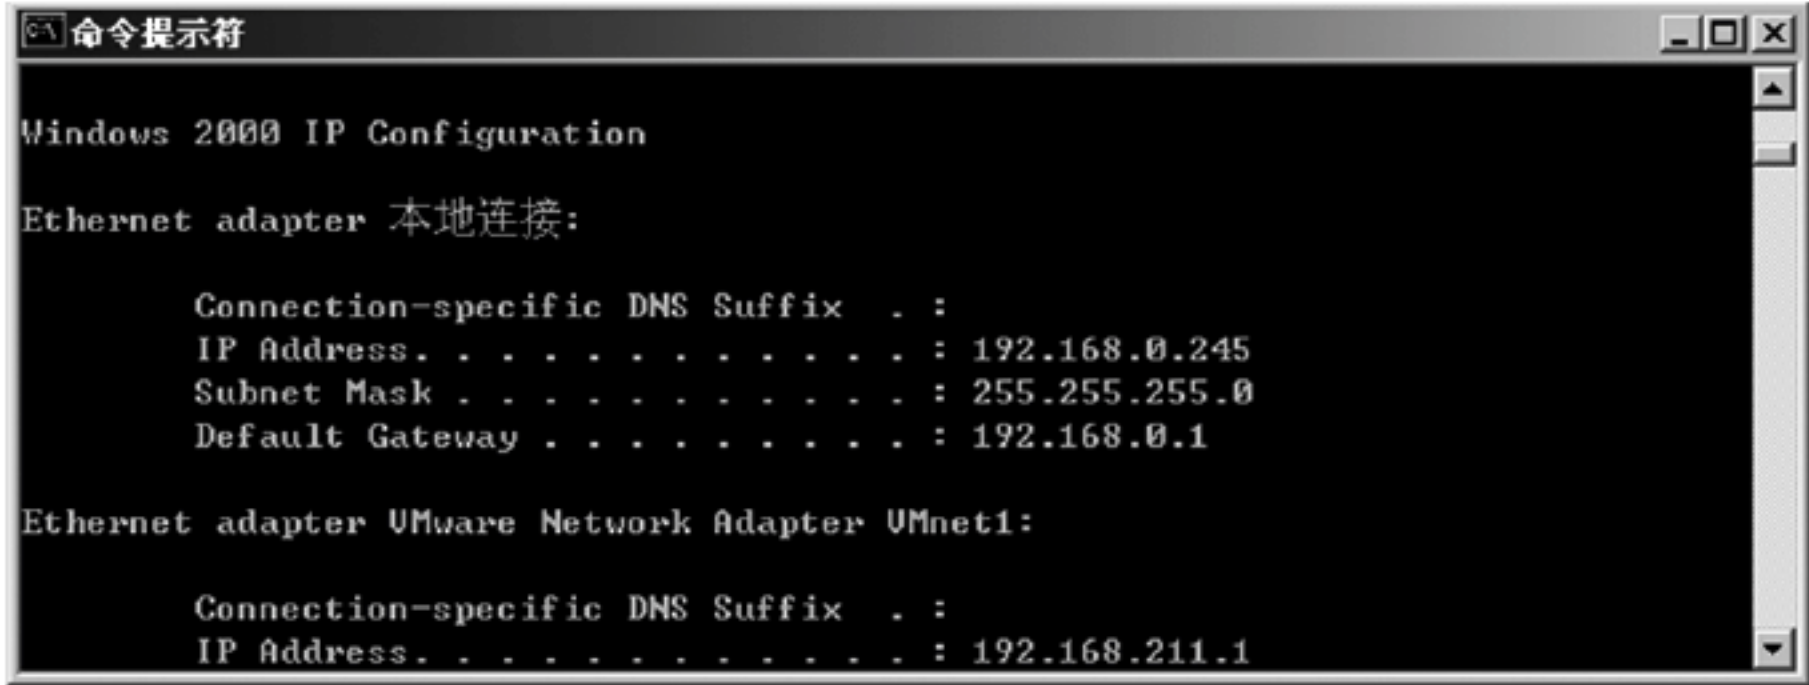 命令提示符
Windows 2000 IP Configuration
Ethernet adapter 本地连接:
Connection-specific DNS Suffix  . :
IP Address. . . . . . . . . . . . : 192.168.0.245
Subnet Mask . . . . . . . . . . . : 255.255.255.0
Default Gateway . . . . . . . . . : 192.168.0.1
Ethernet adapter VMware Network Adapter VMnet1:
Connection-specific DNS Suffix  . :
IP Address. . . . . . . . . . . . : 192.168.211.1